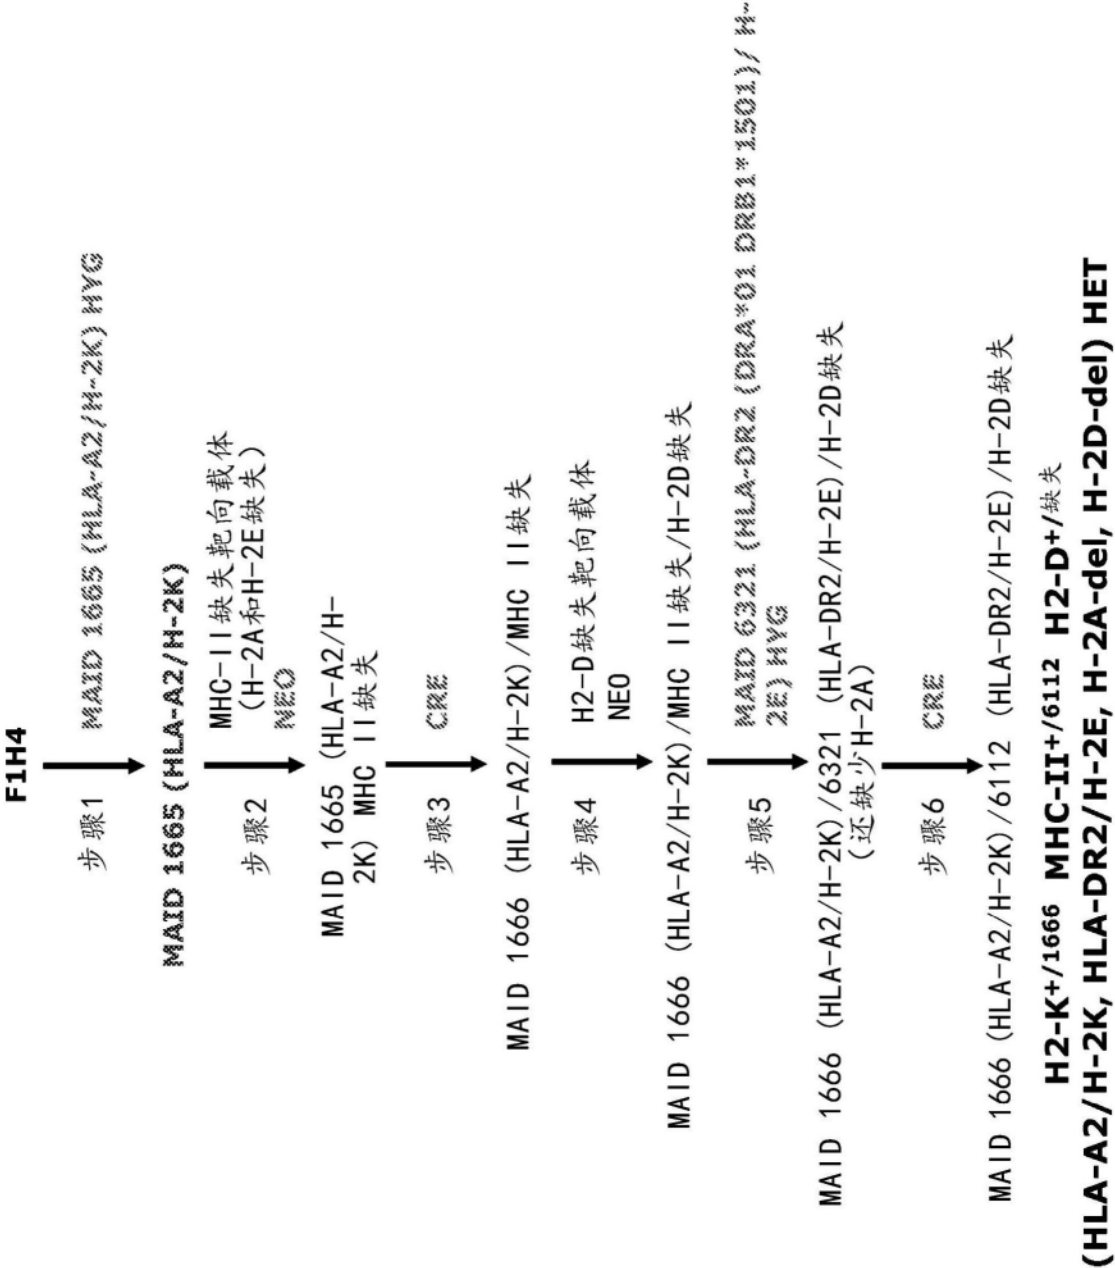 F1H4
步骤1
MAID 1665 (HLA-A2/H-2K) HYG
MAID 1665 (HLA-A2/H-2K)
步骤2
MHC-II缺失靶向载体
(H-2A和H-2E缺失)
NEO
MAID 1665 (HLA-A2/H-
2K) MHC II缺失
步骤3
CRE
MAID 1666 (HLA-A2/H-2K)/MHC II缺失
步骤4
H2-D缺失靶向载体
NEO
MAID 1666 (HLA-A2/H-2K)/MHC II缺失/H-2D缺失
步骤5
MAID 6321 (HLA-DR2 (DRA*01 DRB1*1501)/ H-
2E) HYG
MAID 1666 (HLA-A2/H-2K)/6321 (HLA-DR2/H-2E)/H-2D缺失
(还缺少H-2A)
步骤6
CRE
MAID 1666 (HLA-A2/H-2K)/6112 (HLA-DR2/H-2E)/H-2D缺失
H2-K+/1666 MHC-II+/6112 H2-D+/缺失
(HLA-A2/H-2K, HLA-DR2/H-2E, H-2A-del, H-2D-del) HET